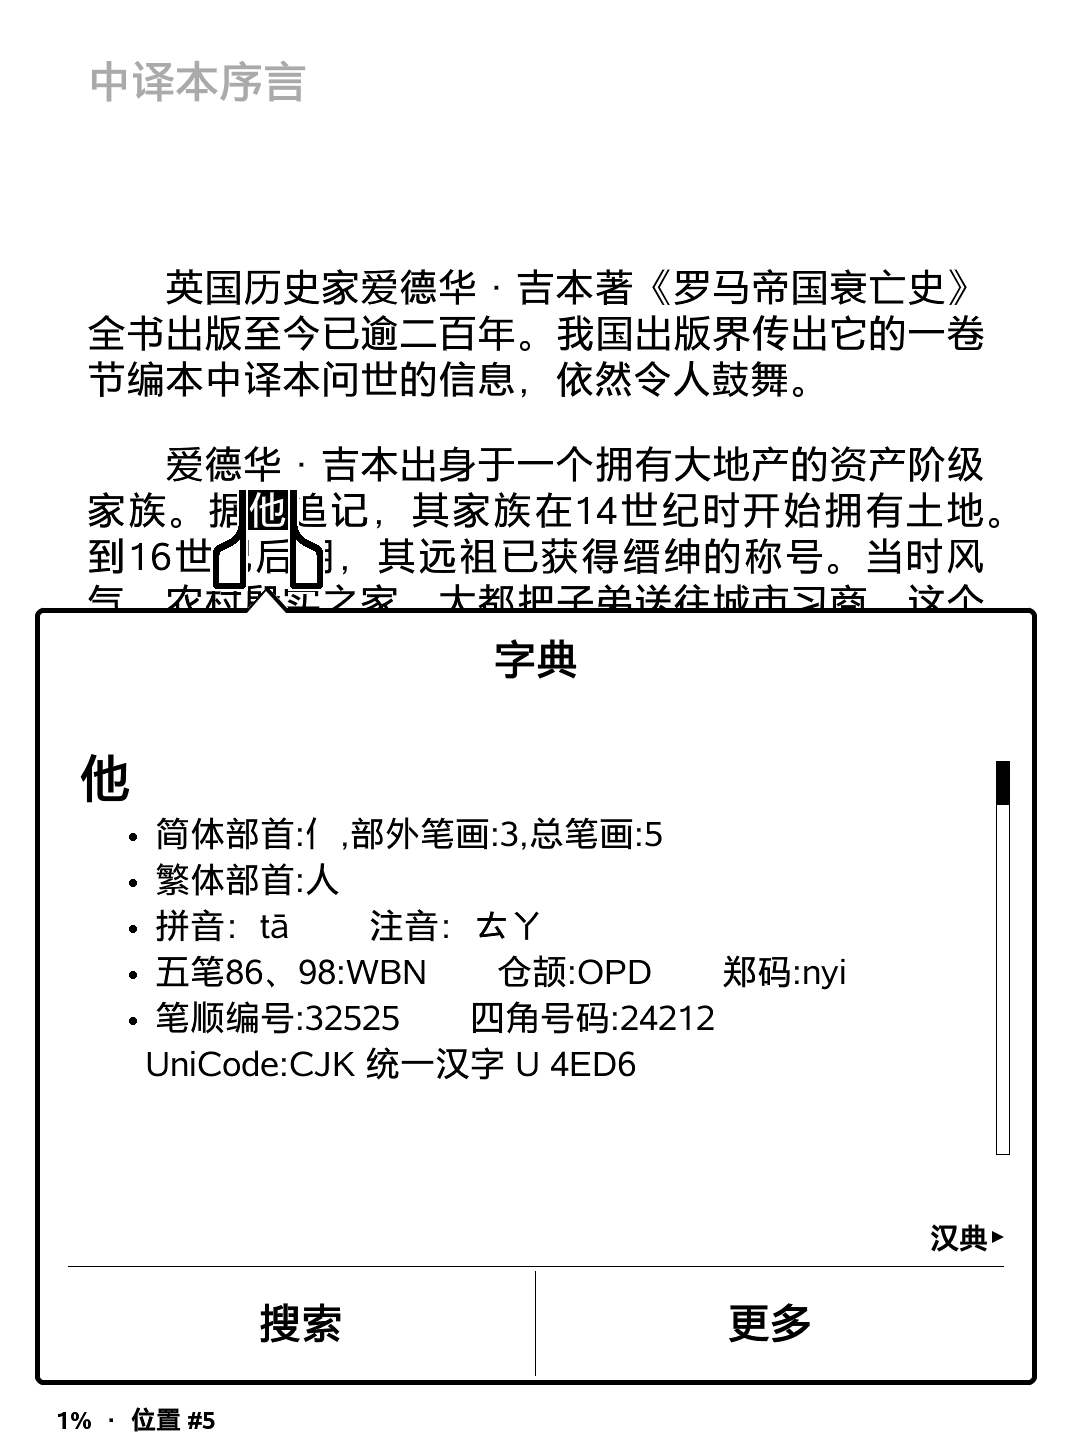 中译本序言
英国历史家爱德华·吉本著《罗马帝国衰亡史》
全书出版至今已逾二百年。我国出版界传出它的一卷
节编本中译本问世的信息，依然令人鼓舞。
爱德华·吉本出身于一个拥有大地产的资产阶级
家族。据他追记，其家族在14世纪时开始拥有土地。
到16世纪后期，其远祖已获得缙绅的称号。当时风
气，农村殷实之家，大都把子弟送往城市习商，这个
字典
他
• 简体部首:亻,部外笔画:3,总笔画:5
• 繁体部首:人
• 拼音：tā 注音：ㄊㄚ
• 五笔86、98:WBN 仓颉:OPD 郑码:nyi
• 笔顺编号:32525 四角号码:24212
UniCode:CJK 统一汉字 U 4ED6
汉典▸
搜索 更多
1% · 位置 #5